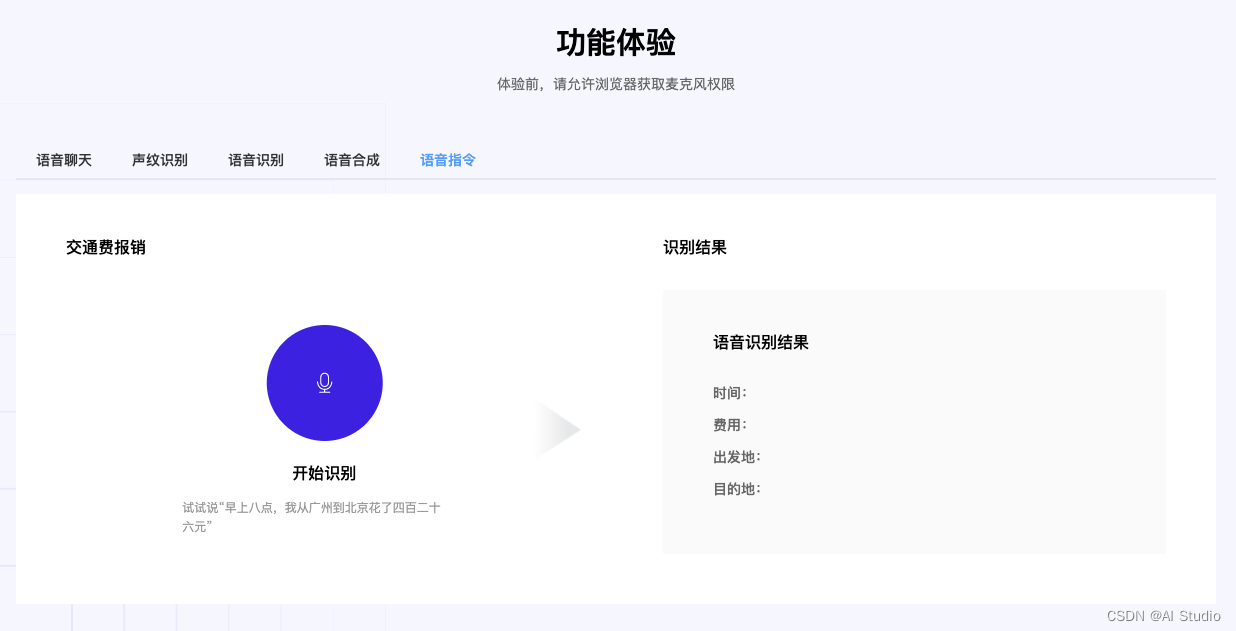 功能体验
体验前，请允许浏览器获取麦克风权限
语音聊天 声纹识别 语音识别 语音合成 语音指令
交通费报销
开始识别
试试说“早上八点，我从广州到北京花了四百二十
六元”
识别结果
语音识别结果
时间：
费用：
出发地：
目的地：
CSDN @AI Studio